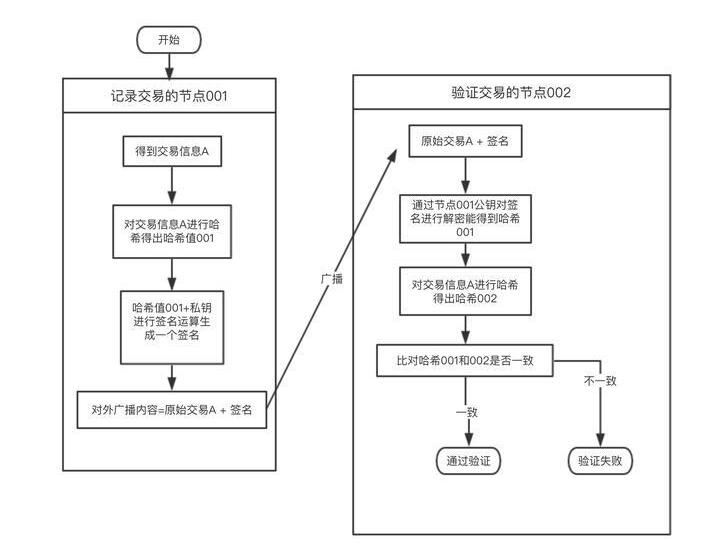 开始
记录交易的节点001
得到交易信息A
对交易信息A进行哈
希得出哈希值001
哈希值001+私钥
进行签名运算生
成一个签名
对外广播内容=原始交易A + 签名
广播
验证交易的节点002
原始交易A + 签名
通过节点001公钥对签
名进行解密能得到哈希
001
对交易信息A进行哈希
得出哈希002
比对哈希001和002是否一致
一致
不一致
通过验证
验证失败